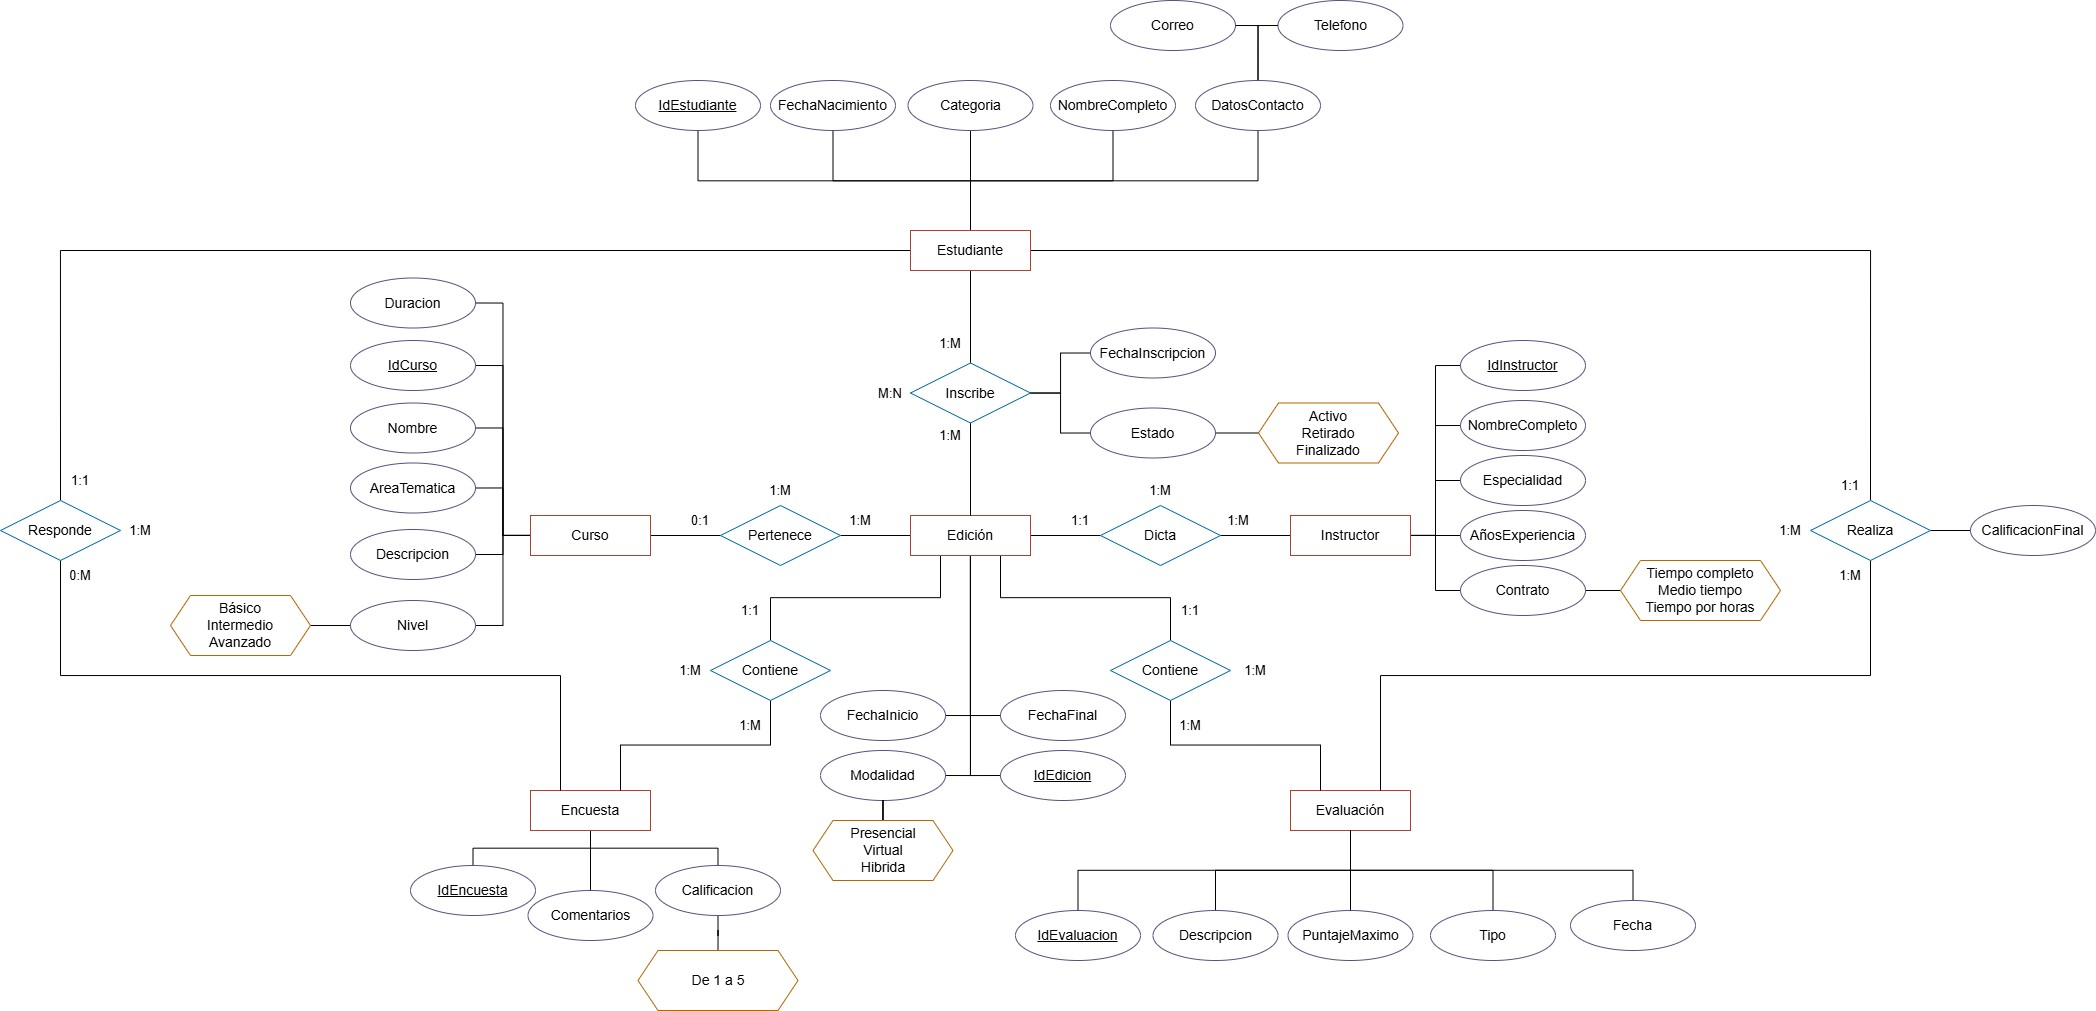 Correo
Telefono
IdEstudiante
FechaNacimiento
Categoria
NombreCompleto
DatosContacto
Estudiante
Duracion
IdCurso
Nombre
AreaTematica
Descripcion
Nivel
Básico
Intermedio
Avanzado
1:M
M:N
Inscribe
1:M
FechaInscripcion
Estado
Activo
Retirado
Finalizado
IdInstructor
NombreCompleto
Especialidad
AñosExperiencia
Contrato
Tiempo completo
Medio tiempo
Tiempo por horas
1:1
Responde
1:M
0:M
Curso
0:1
1:M
Pertenece
1:M
Edición
1:1
1:M
Dicta
1:M
Instructor
1:1
1:M
Realiza
1:M
CalificacionFinal
1:1
1:M
Contiene
1:M
1:1
Contiene
1:M
1:M
FechaInicio
FechaFinal
Modalidad
IdEdicion
Presencial
Virtual
Hibrida
Encuesta
IdEncuesta
Comentarios
Calificacion
De 1 a 5
Evaluación
IdEvaluacion
Descripcion
PuntajeMaximo
Tipo
Fecha